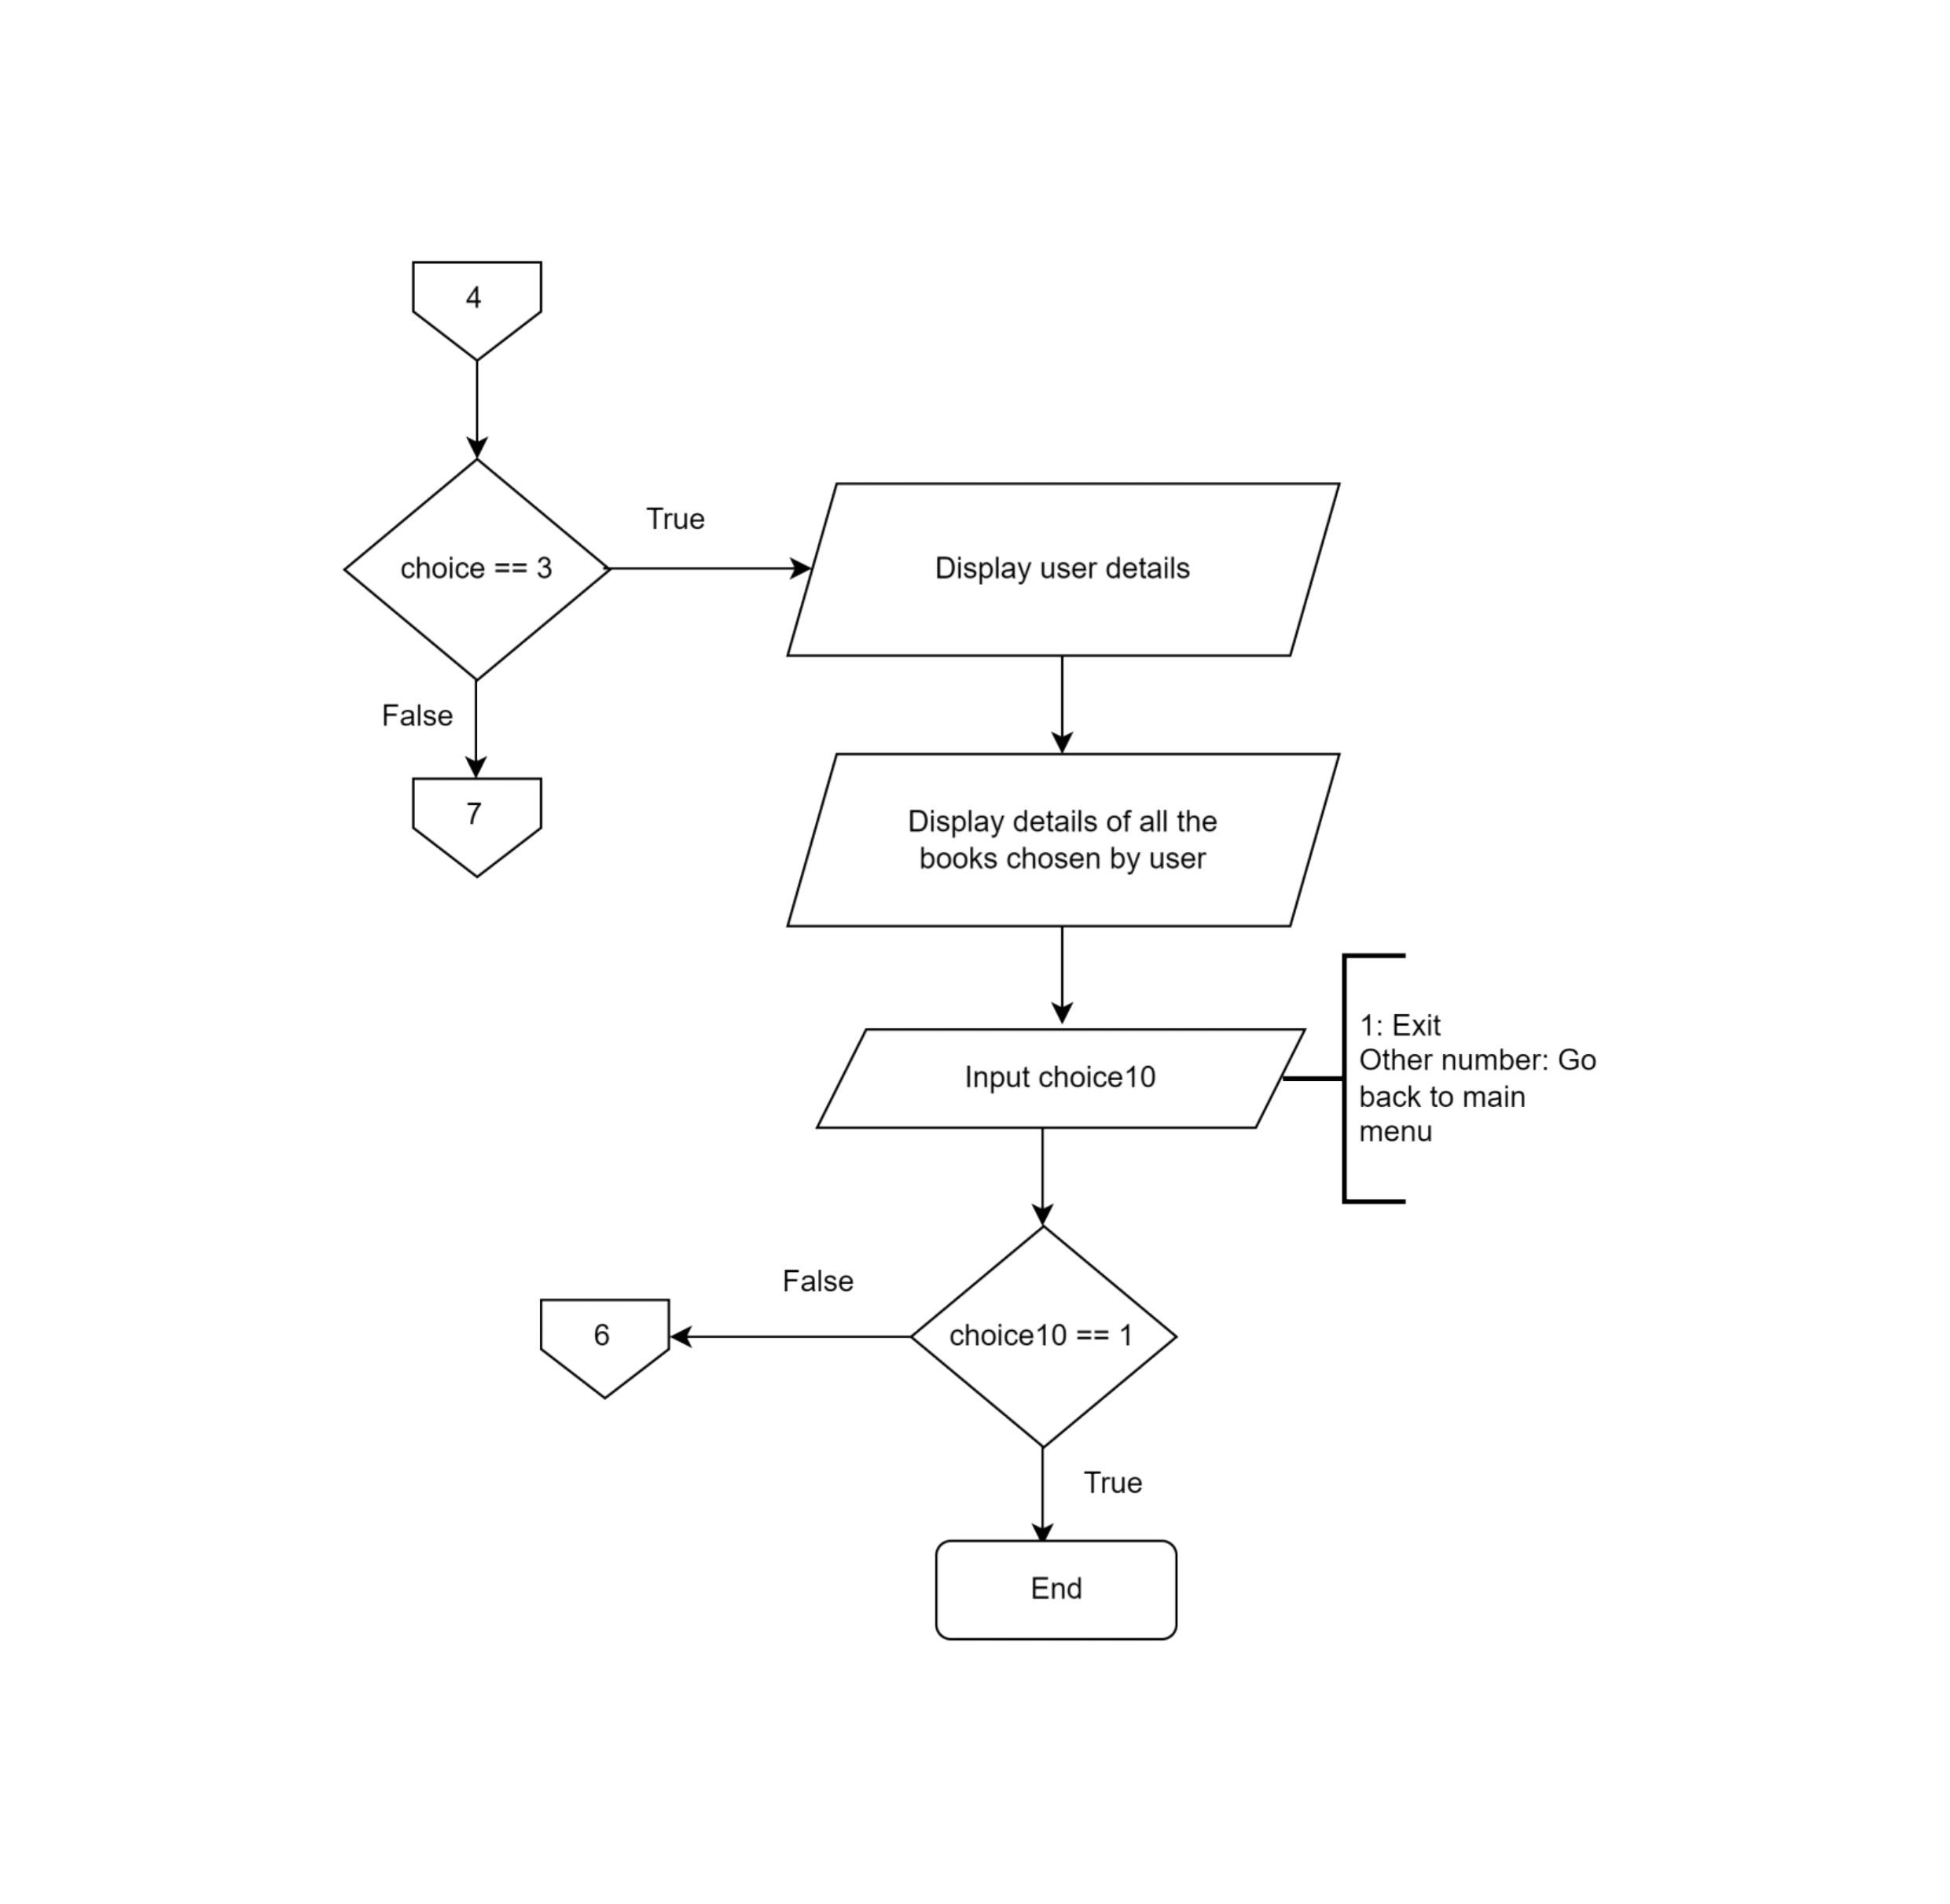 4
True
choice == 3
Display user details
False
7
Display details of all the
books chosen by user
1: Exit
Other number: Go
back to main
menu
Input choice10
False
6
choice10 == 1
True
End